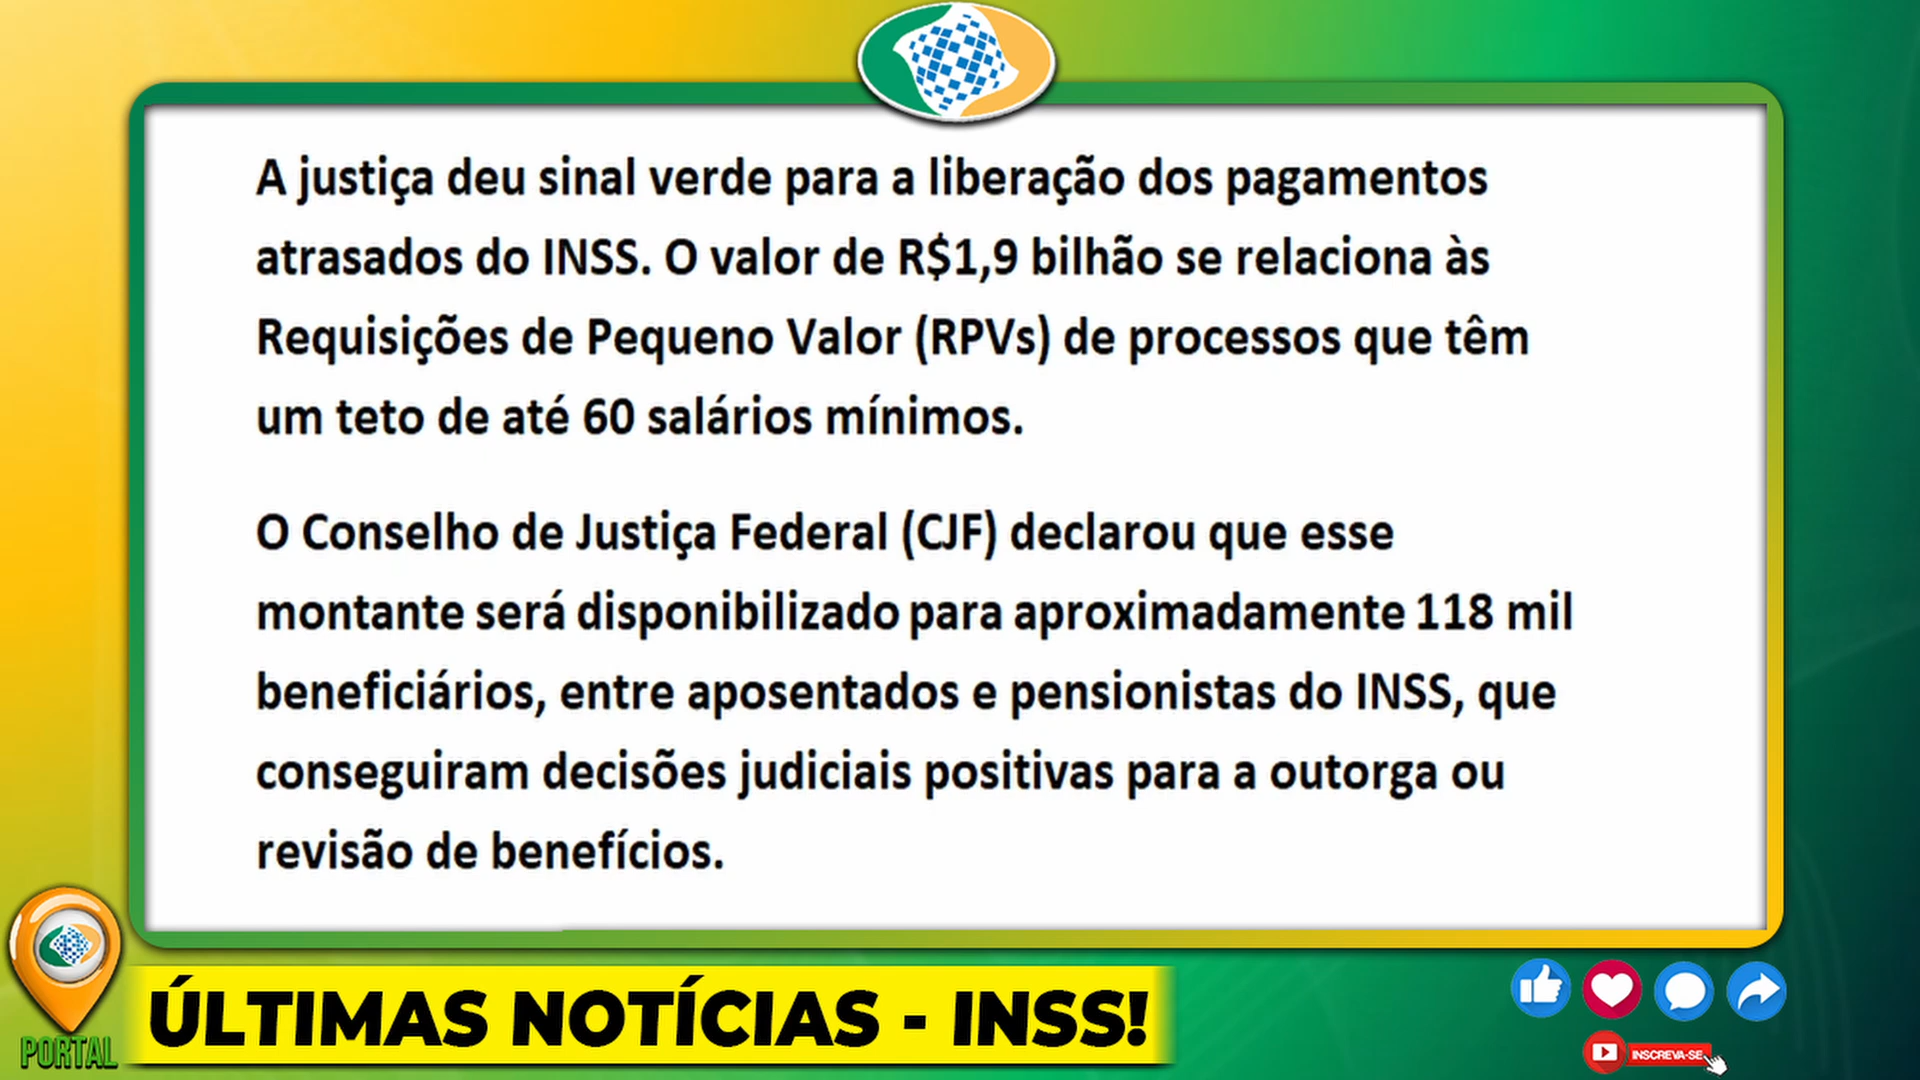 A justiça deu sinal verde para a liberação dos pagamentos
atrasados do INSS. O valor de R$1,9 bilhão se relaciona às
Requisições de Pequeno Valor (RPVs) de processos que têm
um teto de até 60 salários mínimos.
O Conselho de Justiça Federal (CJF) declarou que esse
montante será disponibilizado para aproximadamente 118 mil
beneficiários, entre aposentados e pensionistas do INSS, que
conseguiram decisões judiciais positivas para a outorga ou
revisão de benefícios.
ÚLTIMAS NOTÍCIAS - INSS!
PORTAL
INSCREVA-SE